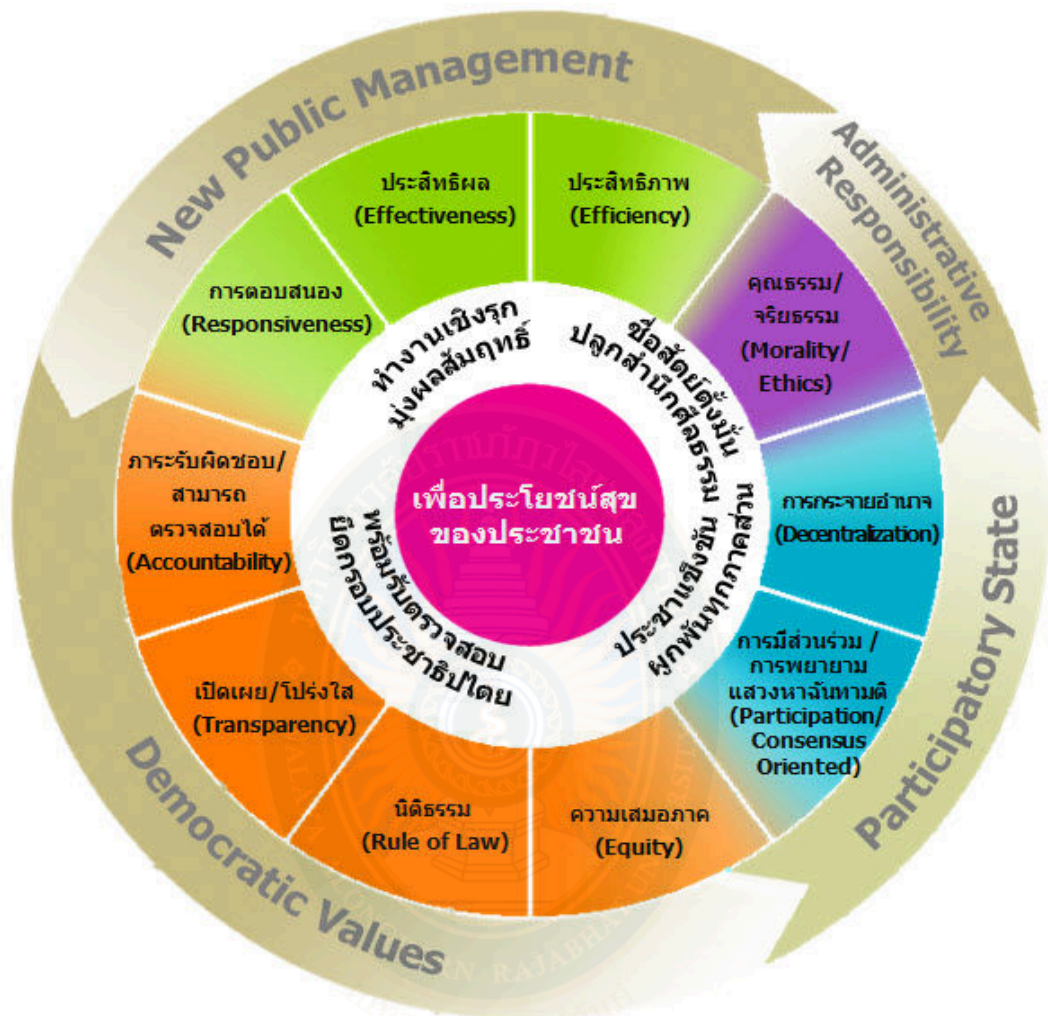 New Public Management
Administrative
Responsibility
Participatory State
Democratic Values
ประสิทธิผล
(Effectiveness)
ประสิทธิภาพ
(Efficiency)
คุณธรรม/
จริยธรรม
(Morality/
Ethics)
การกระจายอำนาจ
(Decentralization)
การมีส่วนร่วม /
การพยายาม
แสวงหาฉันทามติ
(Participation/
Consensus
Oriented)
ความเสมอภาค
(Equity)
นิติธรรม
(Rule of Law)
เปิดเผย/โปร่งใส
(Transparency)
ภาระรับผิดชอบ/
สามารถ
ตรวจสอบได้
(Accountability)
การตอบสนอง
(Responsiveness)
ทำงานเชิงรุก
มุ่งผลสัมฤทธิ์
ซื่อสัตย์ตั้งมั่น
ปลูกสำนึกศีลธรรม
ประชาแข็งขัน
ผูกพันทุกภาคส่วน
พร้อมรับตรวจสอบ
ยึดกรอบประชาธิปไตย
เพื่อประโยชน์สุข
ของประชาชน